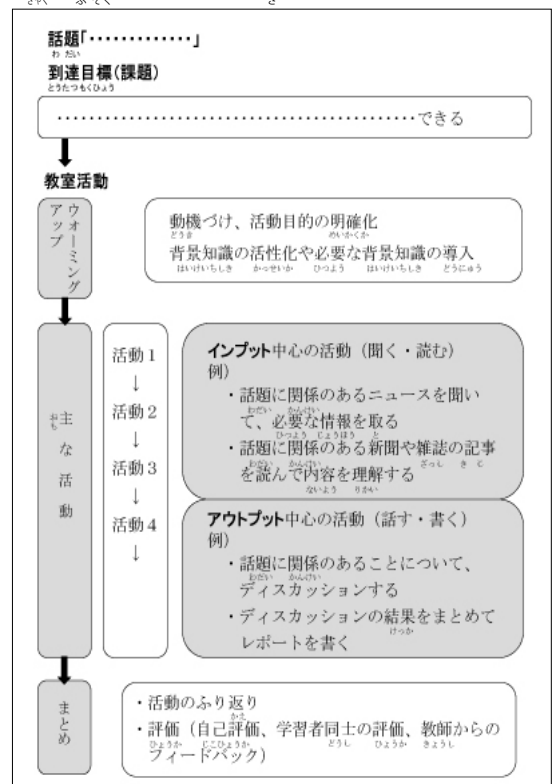 話題「・・・・・・・・・・・・・」
わだい
到達目標(課題)
とうたつもくひょう
・・・・・・・・・・・・・・・・・・・・・・・・・・・・・・・・・・・・・・・・・・・・できる
教室活動
ウォーミング
アップ
動機づけ、活動目的の明確化
どうき めいかくか
背景知識の活性化や必要な背景知識の導入
はいけいちしき かっせいか ひつよう はいけいちしき どうにゅう
主な活動
おも
活動1
↓
活動2
↓
活動3
↓
活動4
↓
インプット中心の活動(聞く・読む)
例)
・話題に関係のあるニュースを聞い
わだい かんけい
て、必要な情報を取る
ひつよう じょうほう と
・話題に関係のある新聞や雑誌の記事
わだい かんけい ざっし きじ
を読んで内容を理解する
ないよう りかい
アウトプット中心の活動(話す・書く)
例)
・話題に関係のあることについて、
わだい かんけい
ディスカッションする
・ディスカッションの結果をまとめて
けっか
レポートを書く
まとめ
・活動のふり返り
かえ
・評価(自己評価、学習者同士の評価、教師からの
ひょうか じこひょうか どうし ひょうか きょうし
フィードバック)